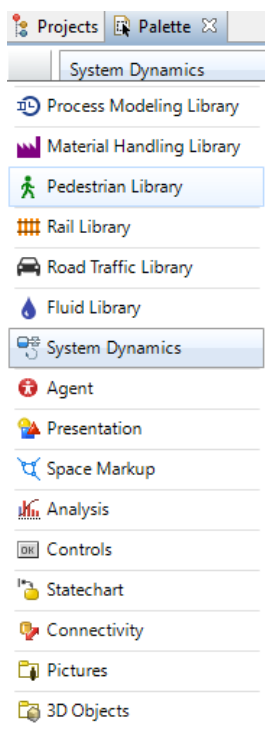 Projects Palette
System Dynamics
Process Modeling Library
Material Handling Library
Pedestrian Library
Rail Library
Road Traffic Library
Fluid Library
System Dynamics
Agent
Presentation
Space Markup
Analysis
OK Controls
Statechart
Connectivity
Pictures
3D Objects